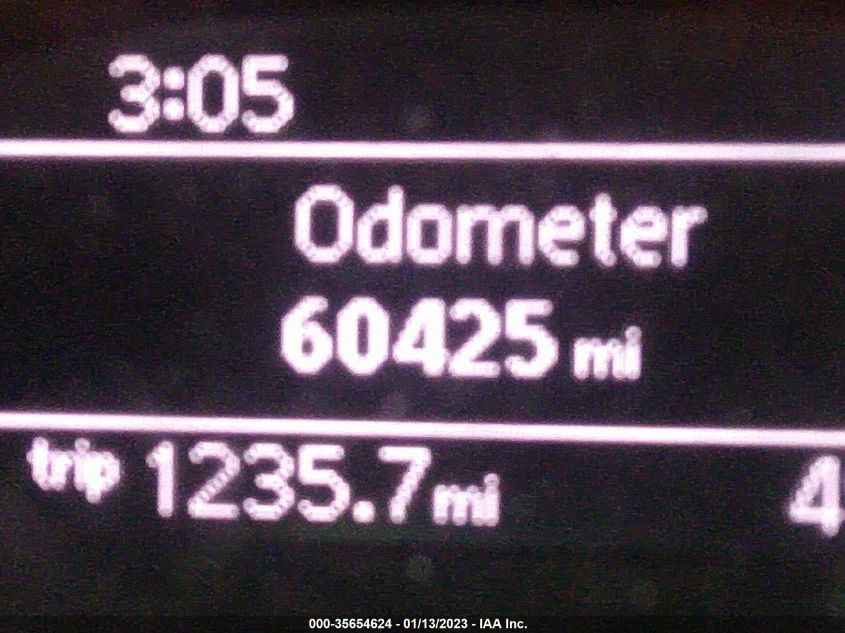 3:05
Odometer
60425 mi
trip 1235.7 mi 4
000-35654624 - 01/13/2023 - IAA Inc.